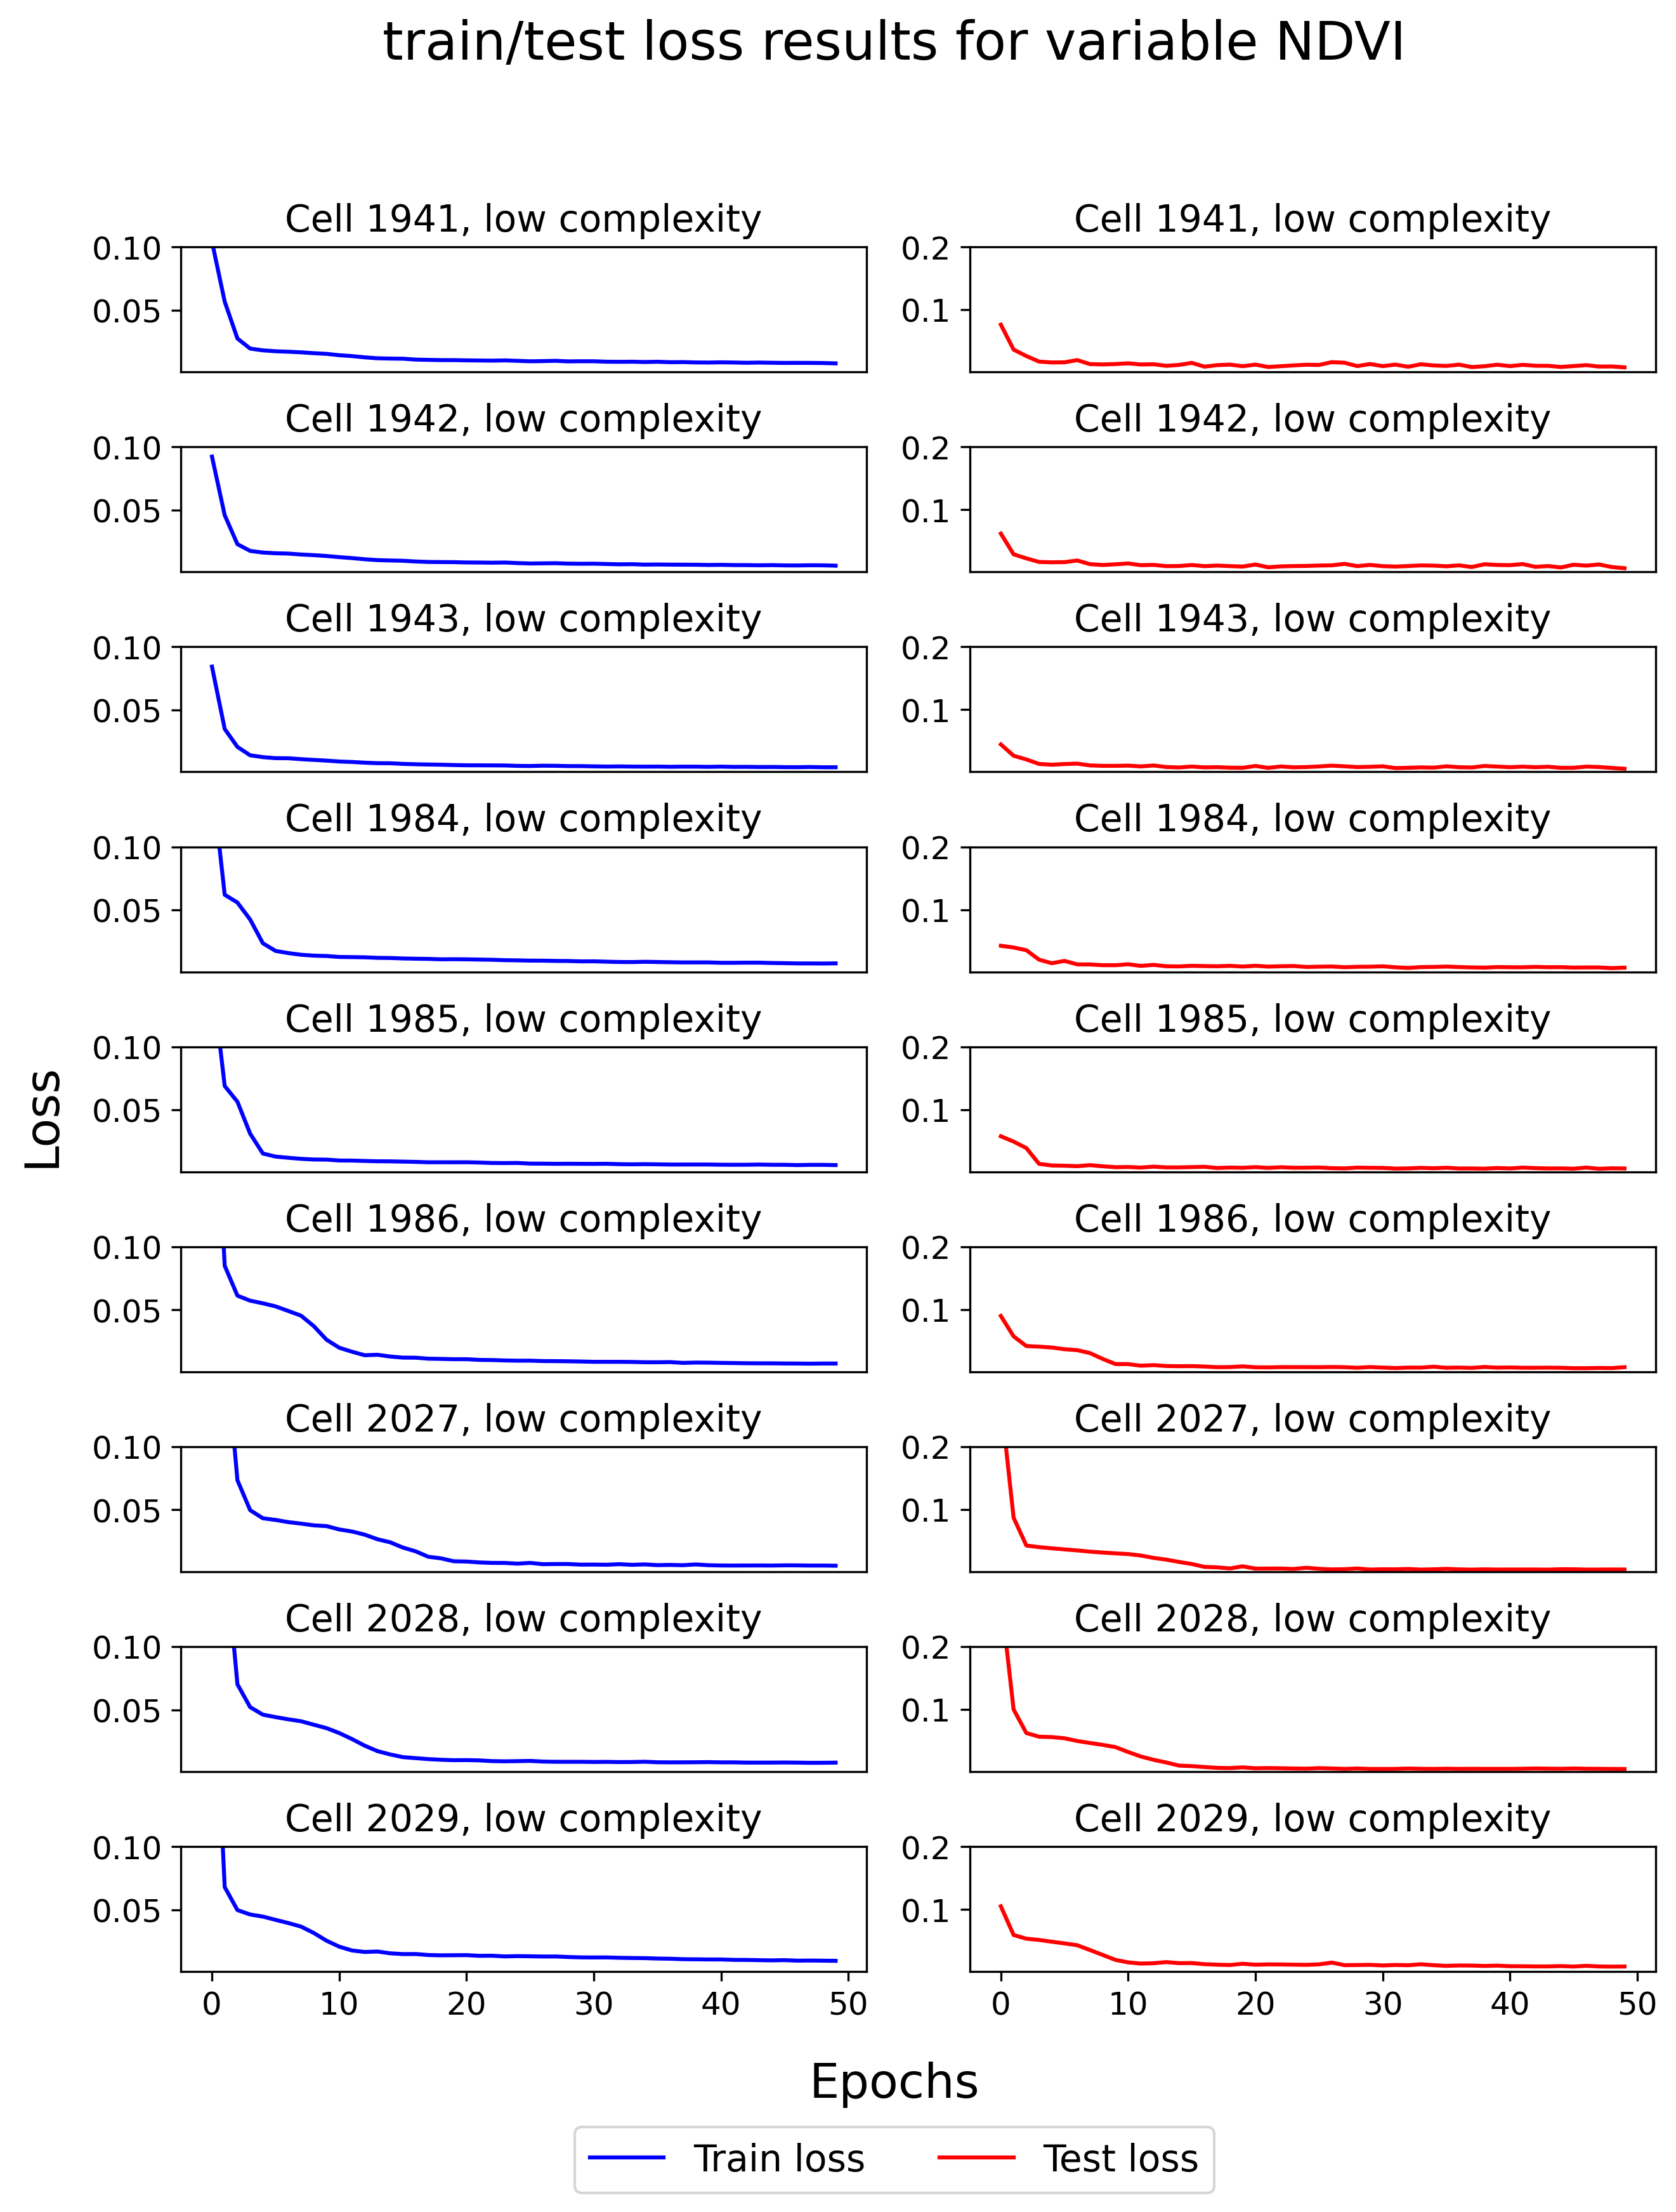 train/test loss results for variable NDVI
Cell 1941, low complexity
0.10
0.05
Cell 1941, low complexity
0.2
0.1
Cell 1942, low complexity
0.10
0.05
Cell 1942, low complexity
0.2
0.1
Cell 1943, low complexity
0.10
0.05
Cell 1943, low complexity
0.2
0.1
Cell 1984, low complexity
0.10
0.05
Cell 1984, low complexity
0.2
0.1
Cell 1985, low complexity
0.10
0.05
Cell 1985, low complexity
0.2
0.1
Loss
Cell 1986, low complexity
0.10
0.05
Cell 1986, low complexity
0.2
0.1
Cell 2027, low complexity
0.10
0.05
Cell 2027, low complexity
0.2
0.1
Cell 2028, low complexity
0.10
0.05
Cell 2028, low complexity
0.2
0.1
Cell 2029, low complexity
0.10
0.05
0 10 20 30 40 50
Cell 2029, low complexity
0.2
0.1
0 10 20 30 40 50
Epochs
Train loss
Test loss